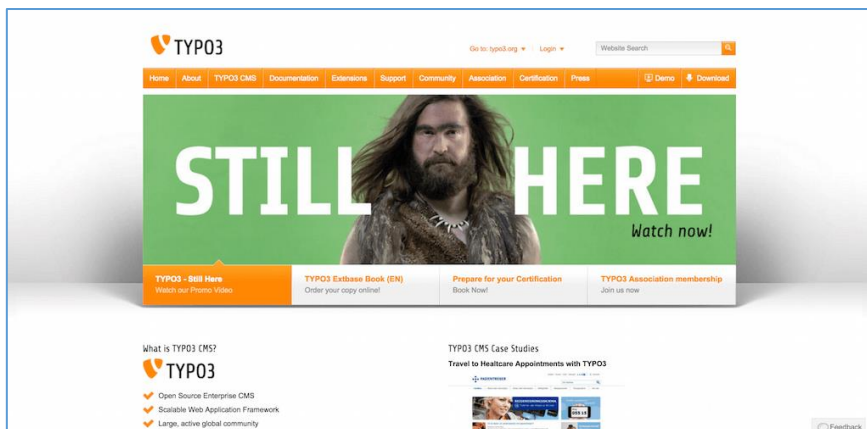 TYPO3
Go to: typo3.org Login Website Search
Home About TYPO3 CMS Documentation Extensions Support Community Association Certification Press Demo Download
STILL HERE
Watch now!
TYPO3 - Still Here
Watch our Promo Video
TYPO3 Extbase Book (EN)
Order your copy online!
Prepare for your Certification
Book Now!
TYPO3 Association membership
Join us now
What is TYPO3 CMS?
TYPO3
Open Source Enterprise CMS
Scalable Web Application Framework
Large, active global community
TYPO3 CMS Case Studies
Travel to Healtcare Appointments with TYPO3
Feedback